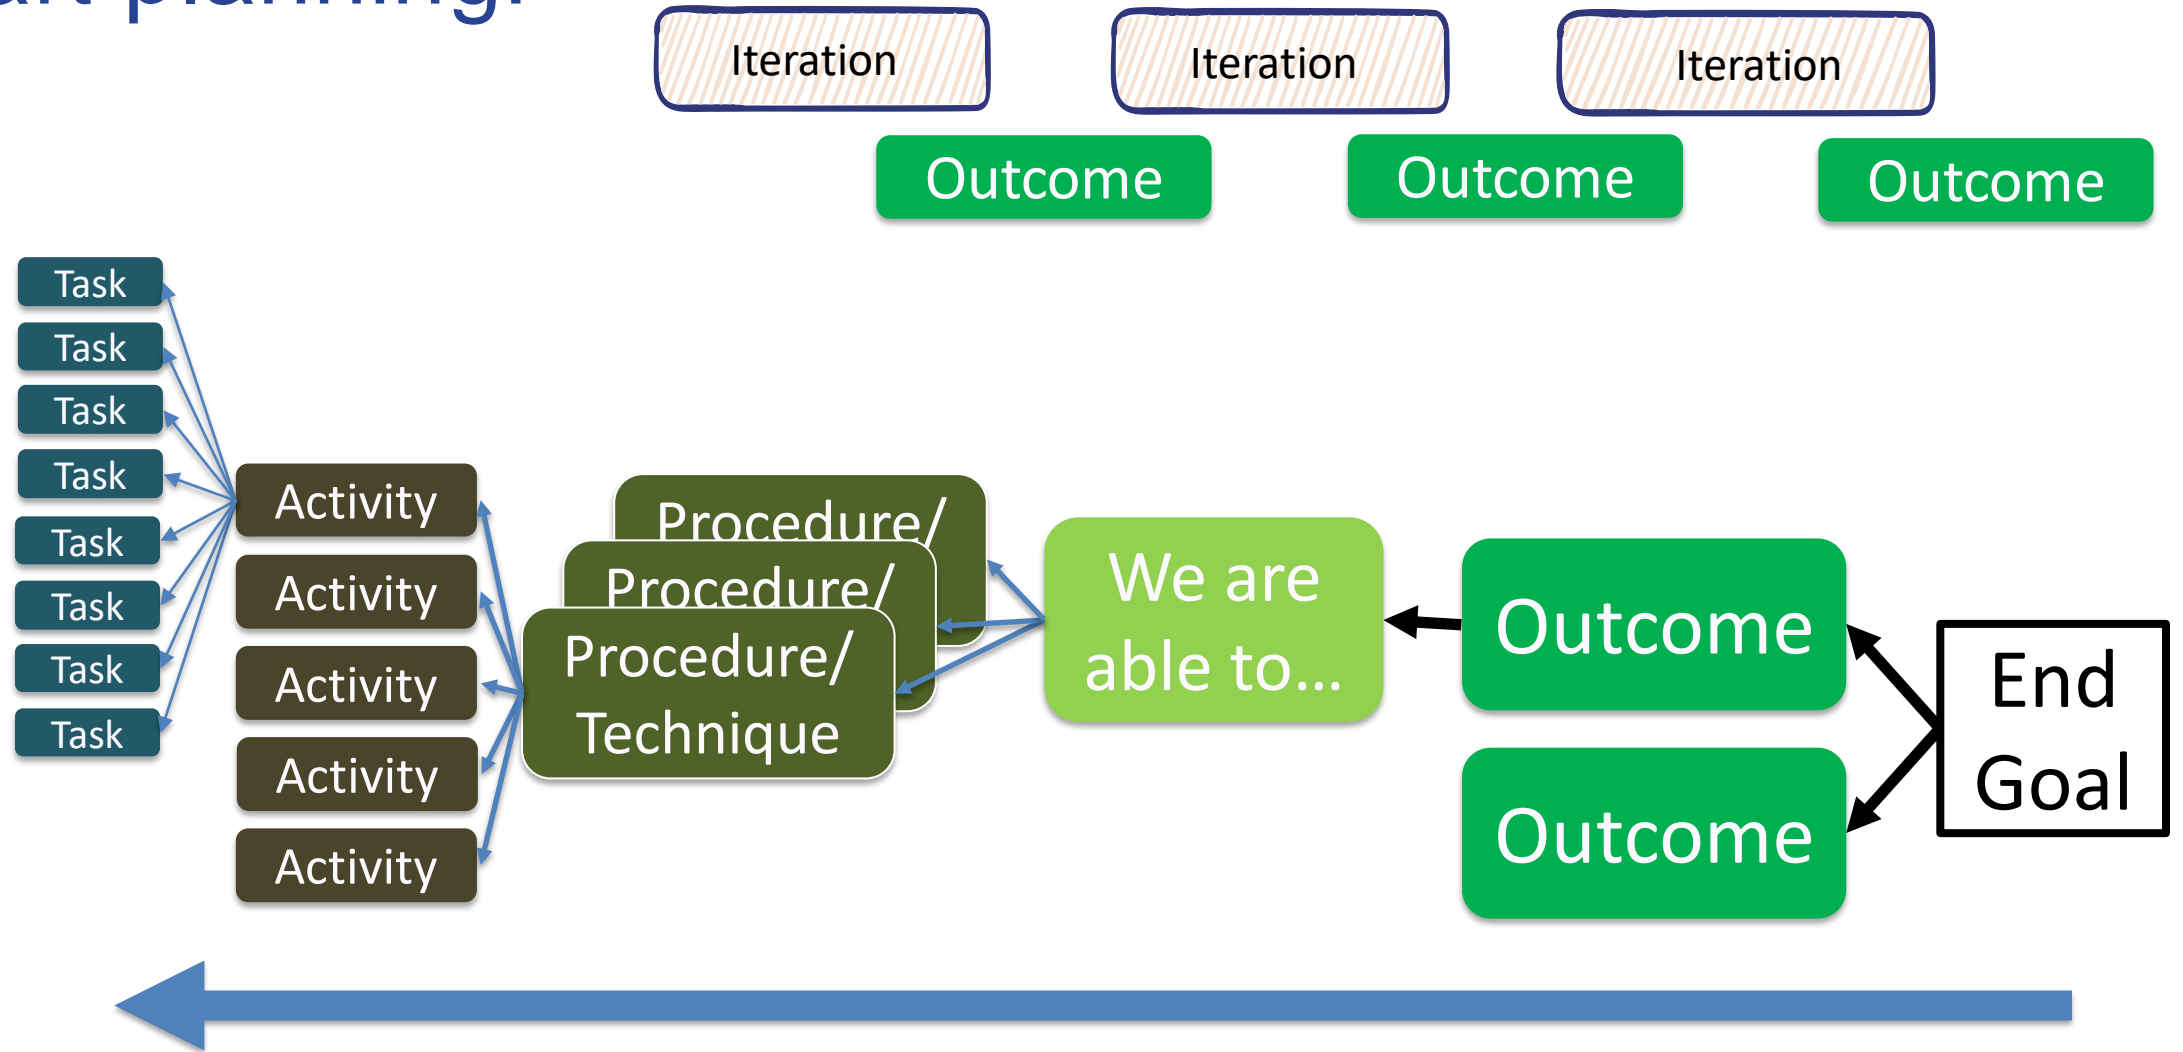 planning.
Iteration
Iteration
Iteration
Outcome
Outcome
Outcome
Task
Task
Task
Task
Task
Task
Task
Task
Activity
Activity
Activity
Activity
Activity
Procedure/
Procedure/
Procedure/
Technique
We are
able to...
Outcome
Outcome
End
Goal